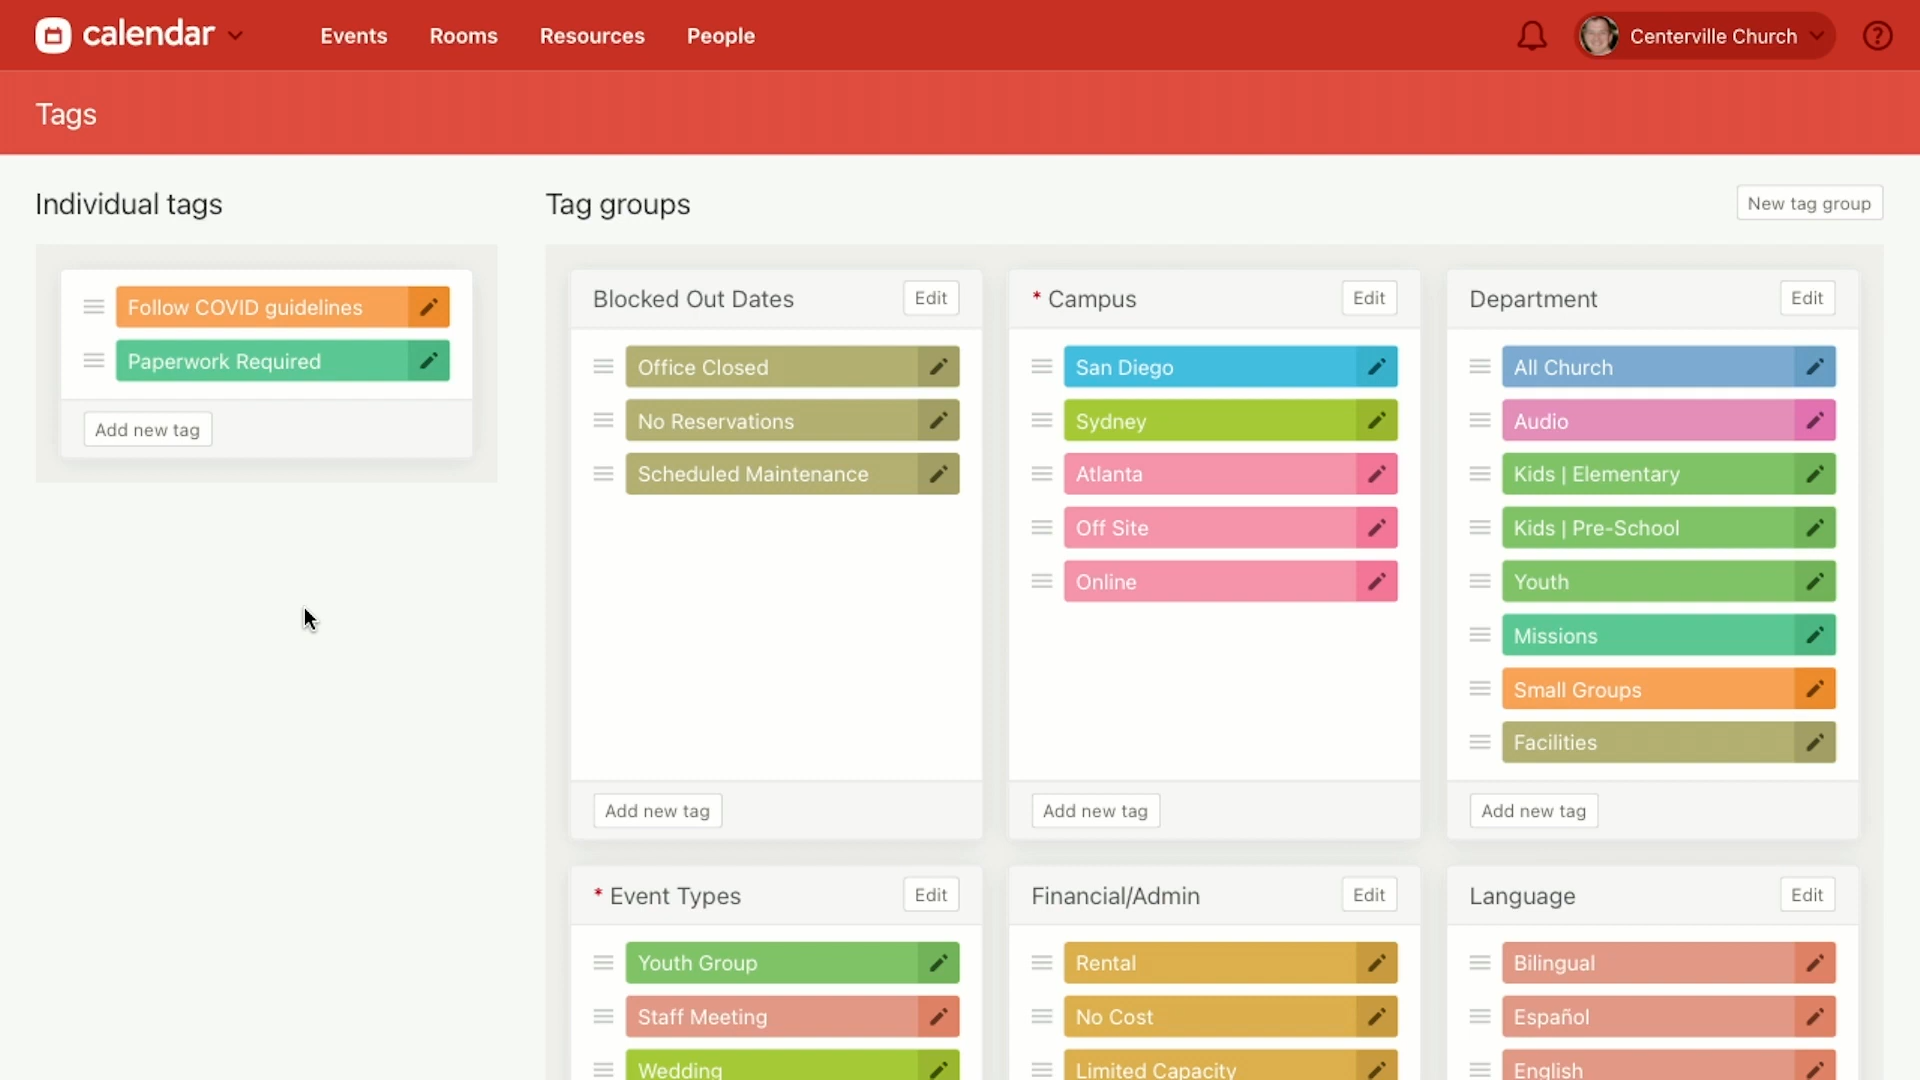 calendar
Events
Rooms
Resources
People
Centerville Church
?
Tags
Individual tags
Follow COVID guidelines
Paperwork Required
Add new tag
Tag groups
New tag group
Blocked Out Dates
Edit
Office Closed
No Reservations
Scheduled Maintenance
Add new tag
* Campus
Edit
San Diego
Sydney
Atlanta
Off Site
Online
Add new tag
Department
Edit
All Church
Audio
Kids | Elementary
Kids | Pre-School
Youth
Missions
Small Groups
Facilities
Add new tag
* Event Types
Edit
Youth Group
Staff Meeting
Wedding
Financial/Admin
Edit
Rental
No Cost
Limited Capacity
Language
Edit
Bilingual
Español
English